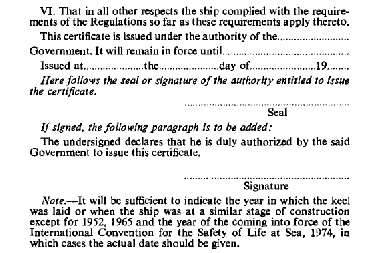 VI. That in all other respects the ship complied with the require-
ments of the Regulations so far as these requirements apply thereto.
This certificate is issued under the authority of the..............................
Government. It will remain in force until......................................
Issued at..................the..................day of....................19.......
Here follows the seal or signature of the authority entitled to issue
the certificate.
..................................................
Seal
If signed, the following paragraph is to be added:
The undersigned declares that he is duly authorized by the said
Government to issue this certificate.
..................................................
Signature
Note.—It will be sufficient to indicate the year in which the keel
was laid or when the ship was at a similar stage of construction
except for 1952, 1965 and the year of the coming into force of the
International Convention for the Safety of Life at Sea, 1974, in
which cases the actual date should be given.